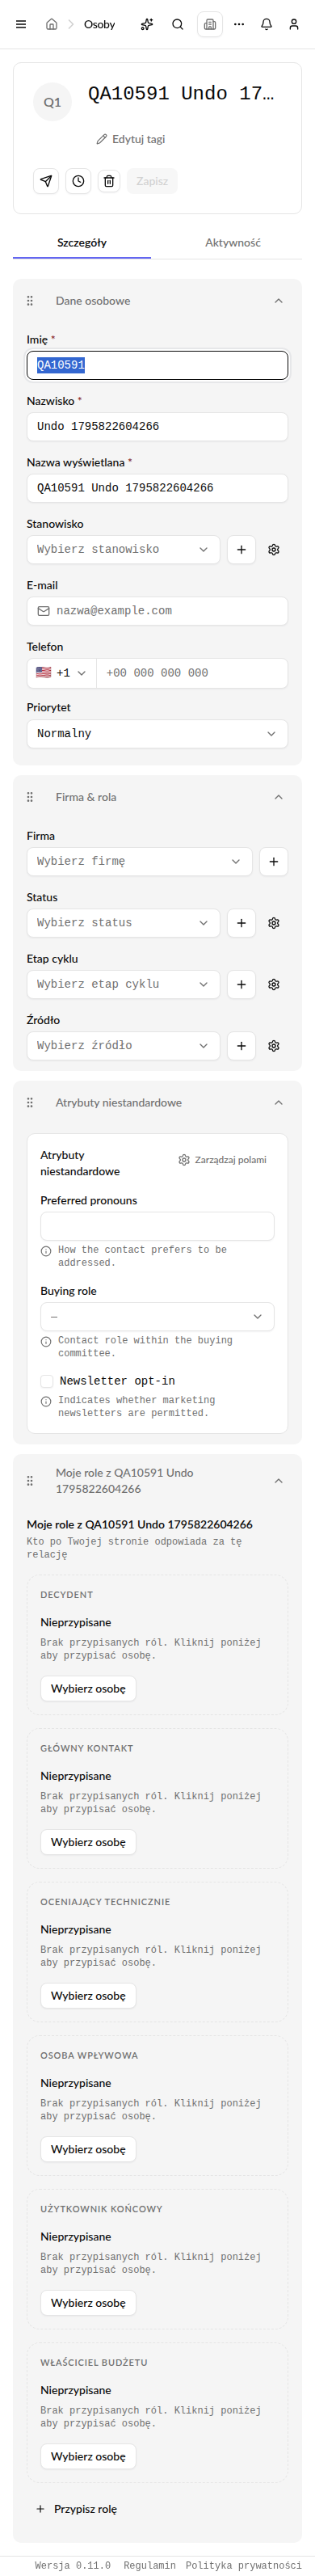 Osoby
Q1
QA10591 Undo 17…
Edytuj tagi
Zapisz
Szczegóły
Aktywność
Dane osobowe
Imię *
QA10591
Nazwisko *
Undo 1795822604266
Nazwa wyświetlana *
QA10591 Undo 1795822604266
Stanowisko
Wybierz stanowisko
E-mail
nazwa@example.com
Telefon
+1
+00 000 000 000
Priorytet
Normalny
Firma & rola
Firma
Wybierz firmę
Status
Wybierz status
Etap cyklu
Wybierz etap cyklu
Źródło
Wybierz źródło
Atrybuty niestandardowe
Atrybuty
niestandardowe
Zarządzaj polami
Preferred pronouns
How the contact prefers to be
addressed.
Buying role
—
Contact role within the buying
committee.
Newsletter opt-in
Indicates whether marketing
newsletters are permitted.
Moje role z QA10591 Undo
1795822604266
Moje role z QA10591 Undo 1795822604266
Kto po Twojej stronie odpowiada za tę
relację
DECYDENT
Nieprzypisane
Brak przypisanych ról. Kliknij poniżej
aby przypisać osobę.
Wybierz osobę
GŁÓWNY KONTAKT
Nieprzypisane
Brak przypisanych ról. Kliknij poniżej
aby przypisać osobę.
Wybierz osobę
OCENIAJĄCY TECHNICZNIE
Nieprzypisane
Brak przypisanych ról. Kliknij poniżej
aby przypisać osobę.
Wybierz osobę
OSOBA WPŁYWOWA
Nieprzypisane
Brak przypisanych ról. Kliknij poniżej
aby przypisać osobę.
Wybierz osobę
UŻYTKOWNIK KOŃCOWY
Nieprzypisane
Brak przypisanych ról. Kliknij poniżej
aby przypisać osobę.
Wybierz osobę
WŁAŚCICIEL BUDŻETU
Nieprzypisane
Brak przypisanych ról. Kliknij poniżej
aby przypisać osobę.
Wybierz osobę
Przypisz rolę
Wersja 0.11.0 Regulamin Polityka prywatności